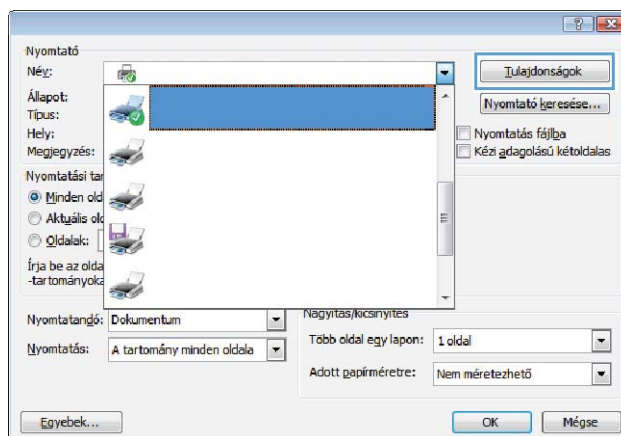 Nyomtató
Név:
Tulajdonságok
Állapot:
Nyomtató keresése...
Típus:
Hely:
Nyomtatás fájlba
Megjegyzés:
Kézi adagolású kétoldalas
Nyomtatási tar
Minden old
Aktuális olc
Oldalak:
Írja be az olda
-tartományoka
Nagyítás/kicsinyítés
Nyomtatandó: Dokumentum
Több oldal egy lapon: 1 oldal
Nyomtatás: A tartomány minden oldala
Adott papírméretre: Nem méretezhető
Egyebek...
OK
Mégse